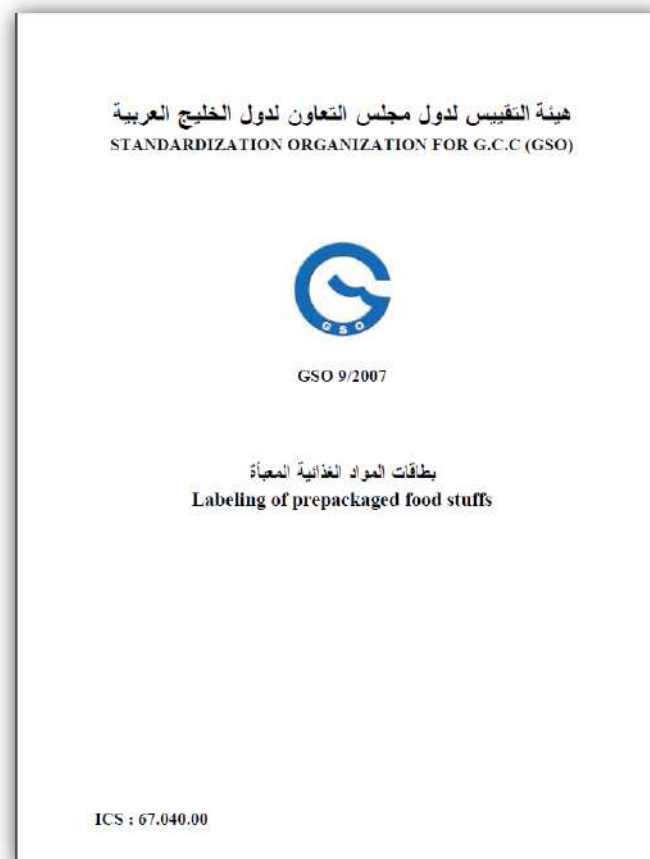 هيئة التقييس لدول مجلس التعاون لدول الخليج العربية
STANDARDIZATION ORGANIZATION FOR G.C.C (GSO)
GSO
GSO 9/2007
بطاقات المواد الغذائية المعبأة
Labeling of prepackaged food stuffs
ICS : 67.040.00